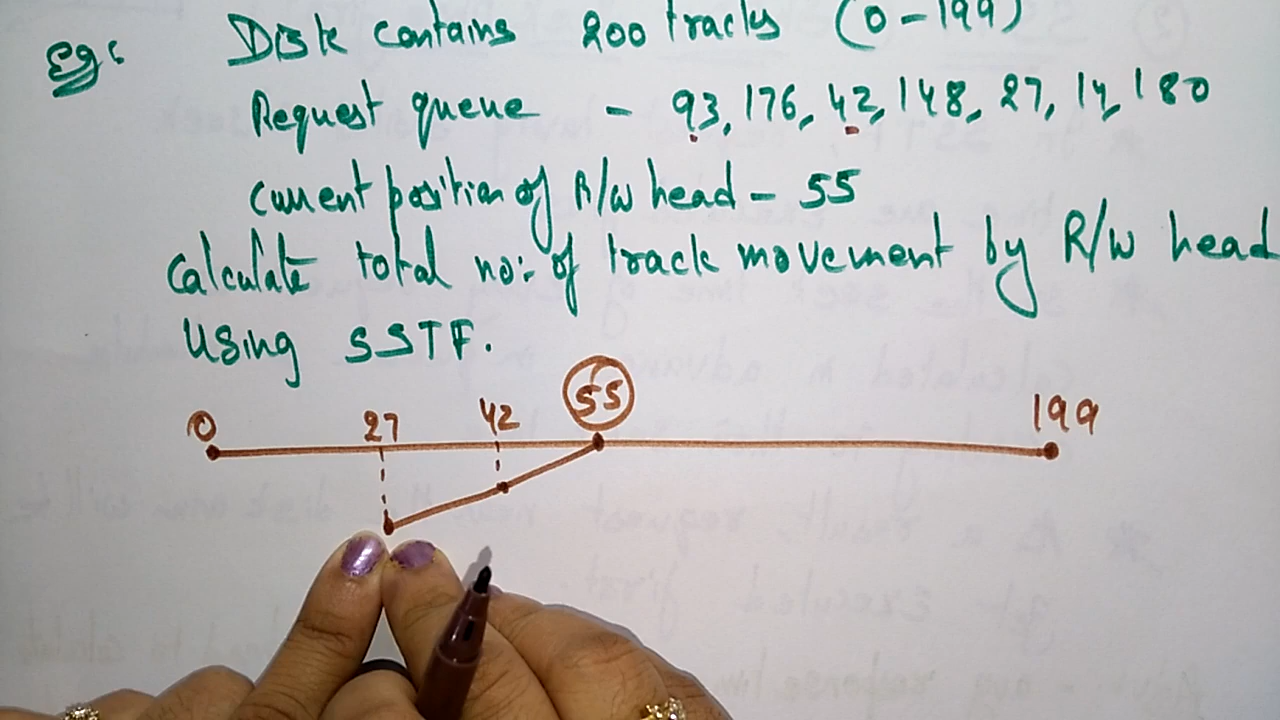 Eg: Disk contains 200 tracks (0-199)
Request queue - 93, 176, 42, 148, 27, 14, 180
Current position of R/W head - 55
Calculate total no: of track movement by R/W head
Using SSTF.
0 27 42 55 199